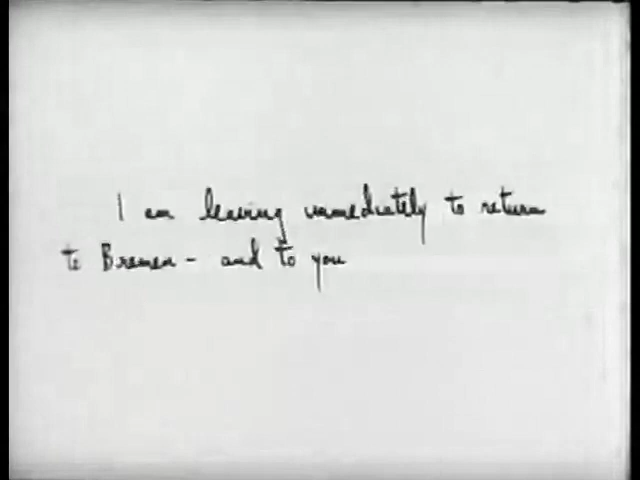 I am leaving immediately to return
to Bremen - and to you